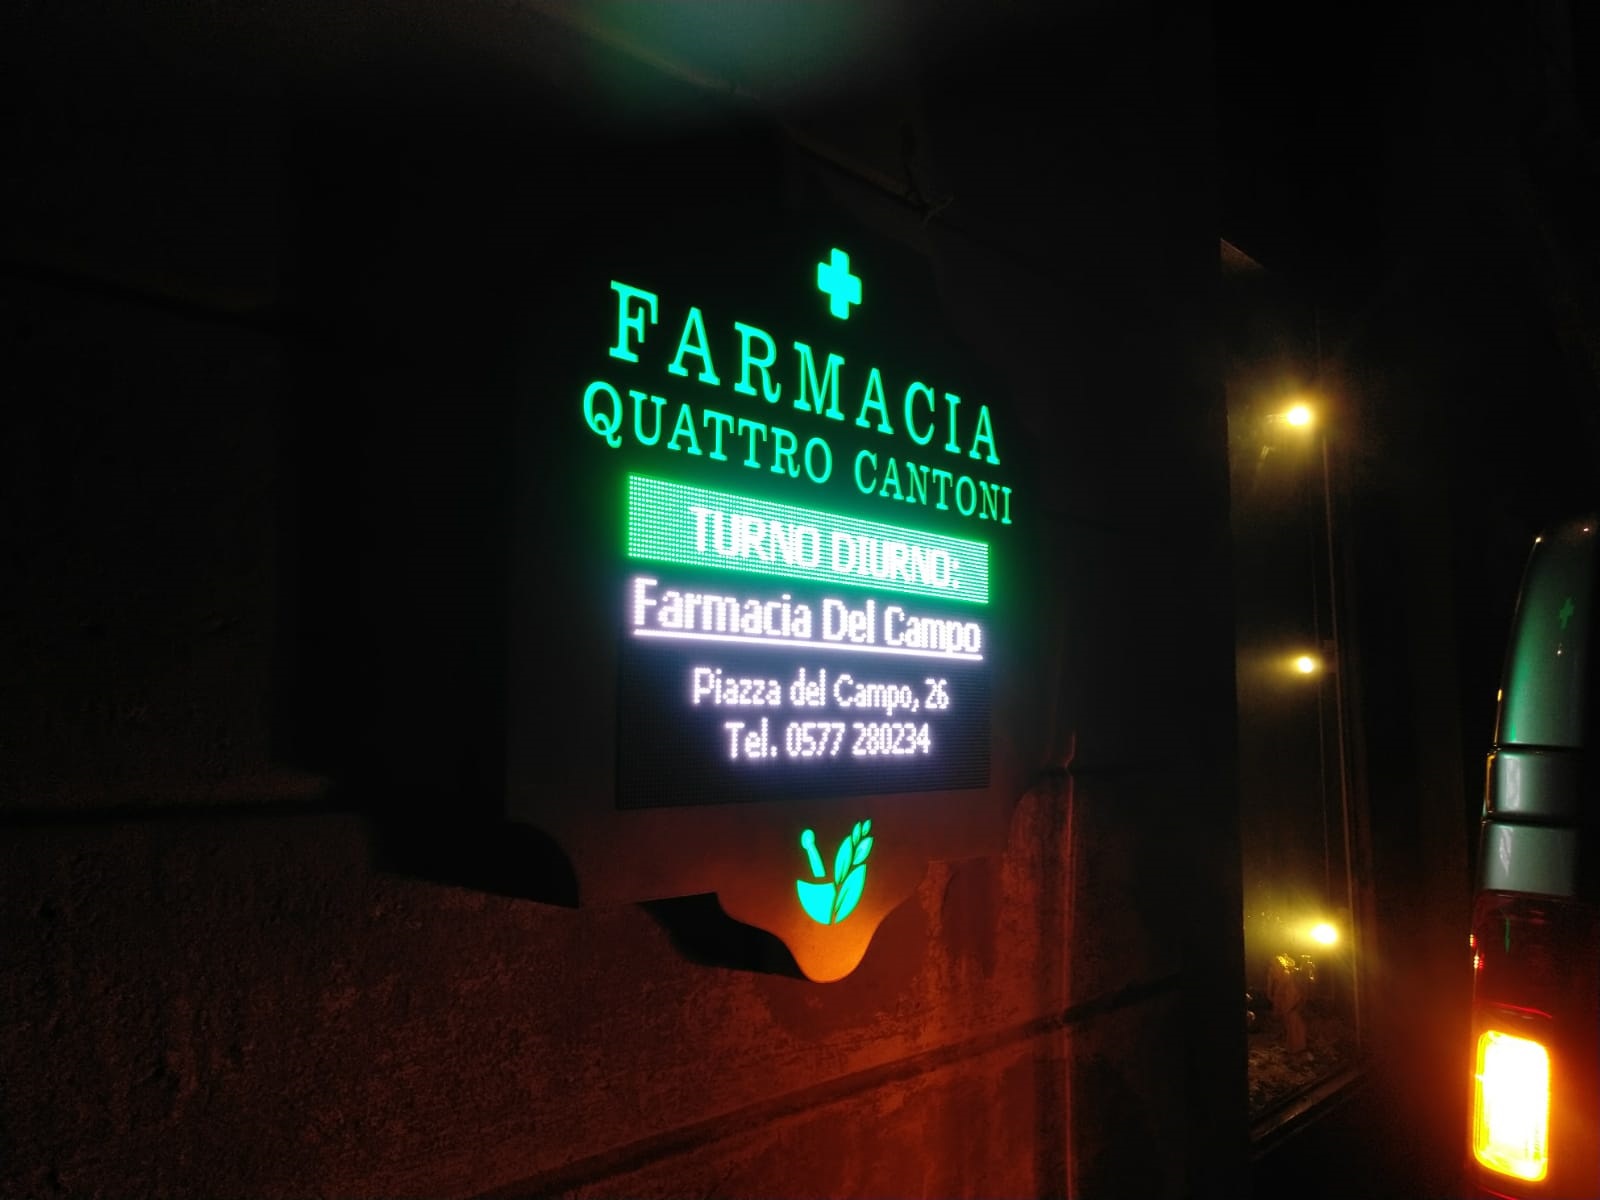 FARMACIA
QUATTRO CANTONI
TURNO DIURNO:
Farmacia Del Campo
Piazza del Campo, 26
Tel. 0577 280234